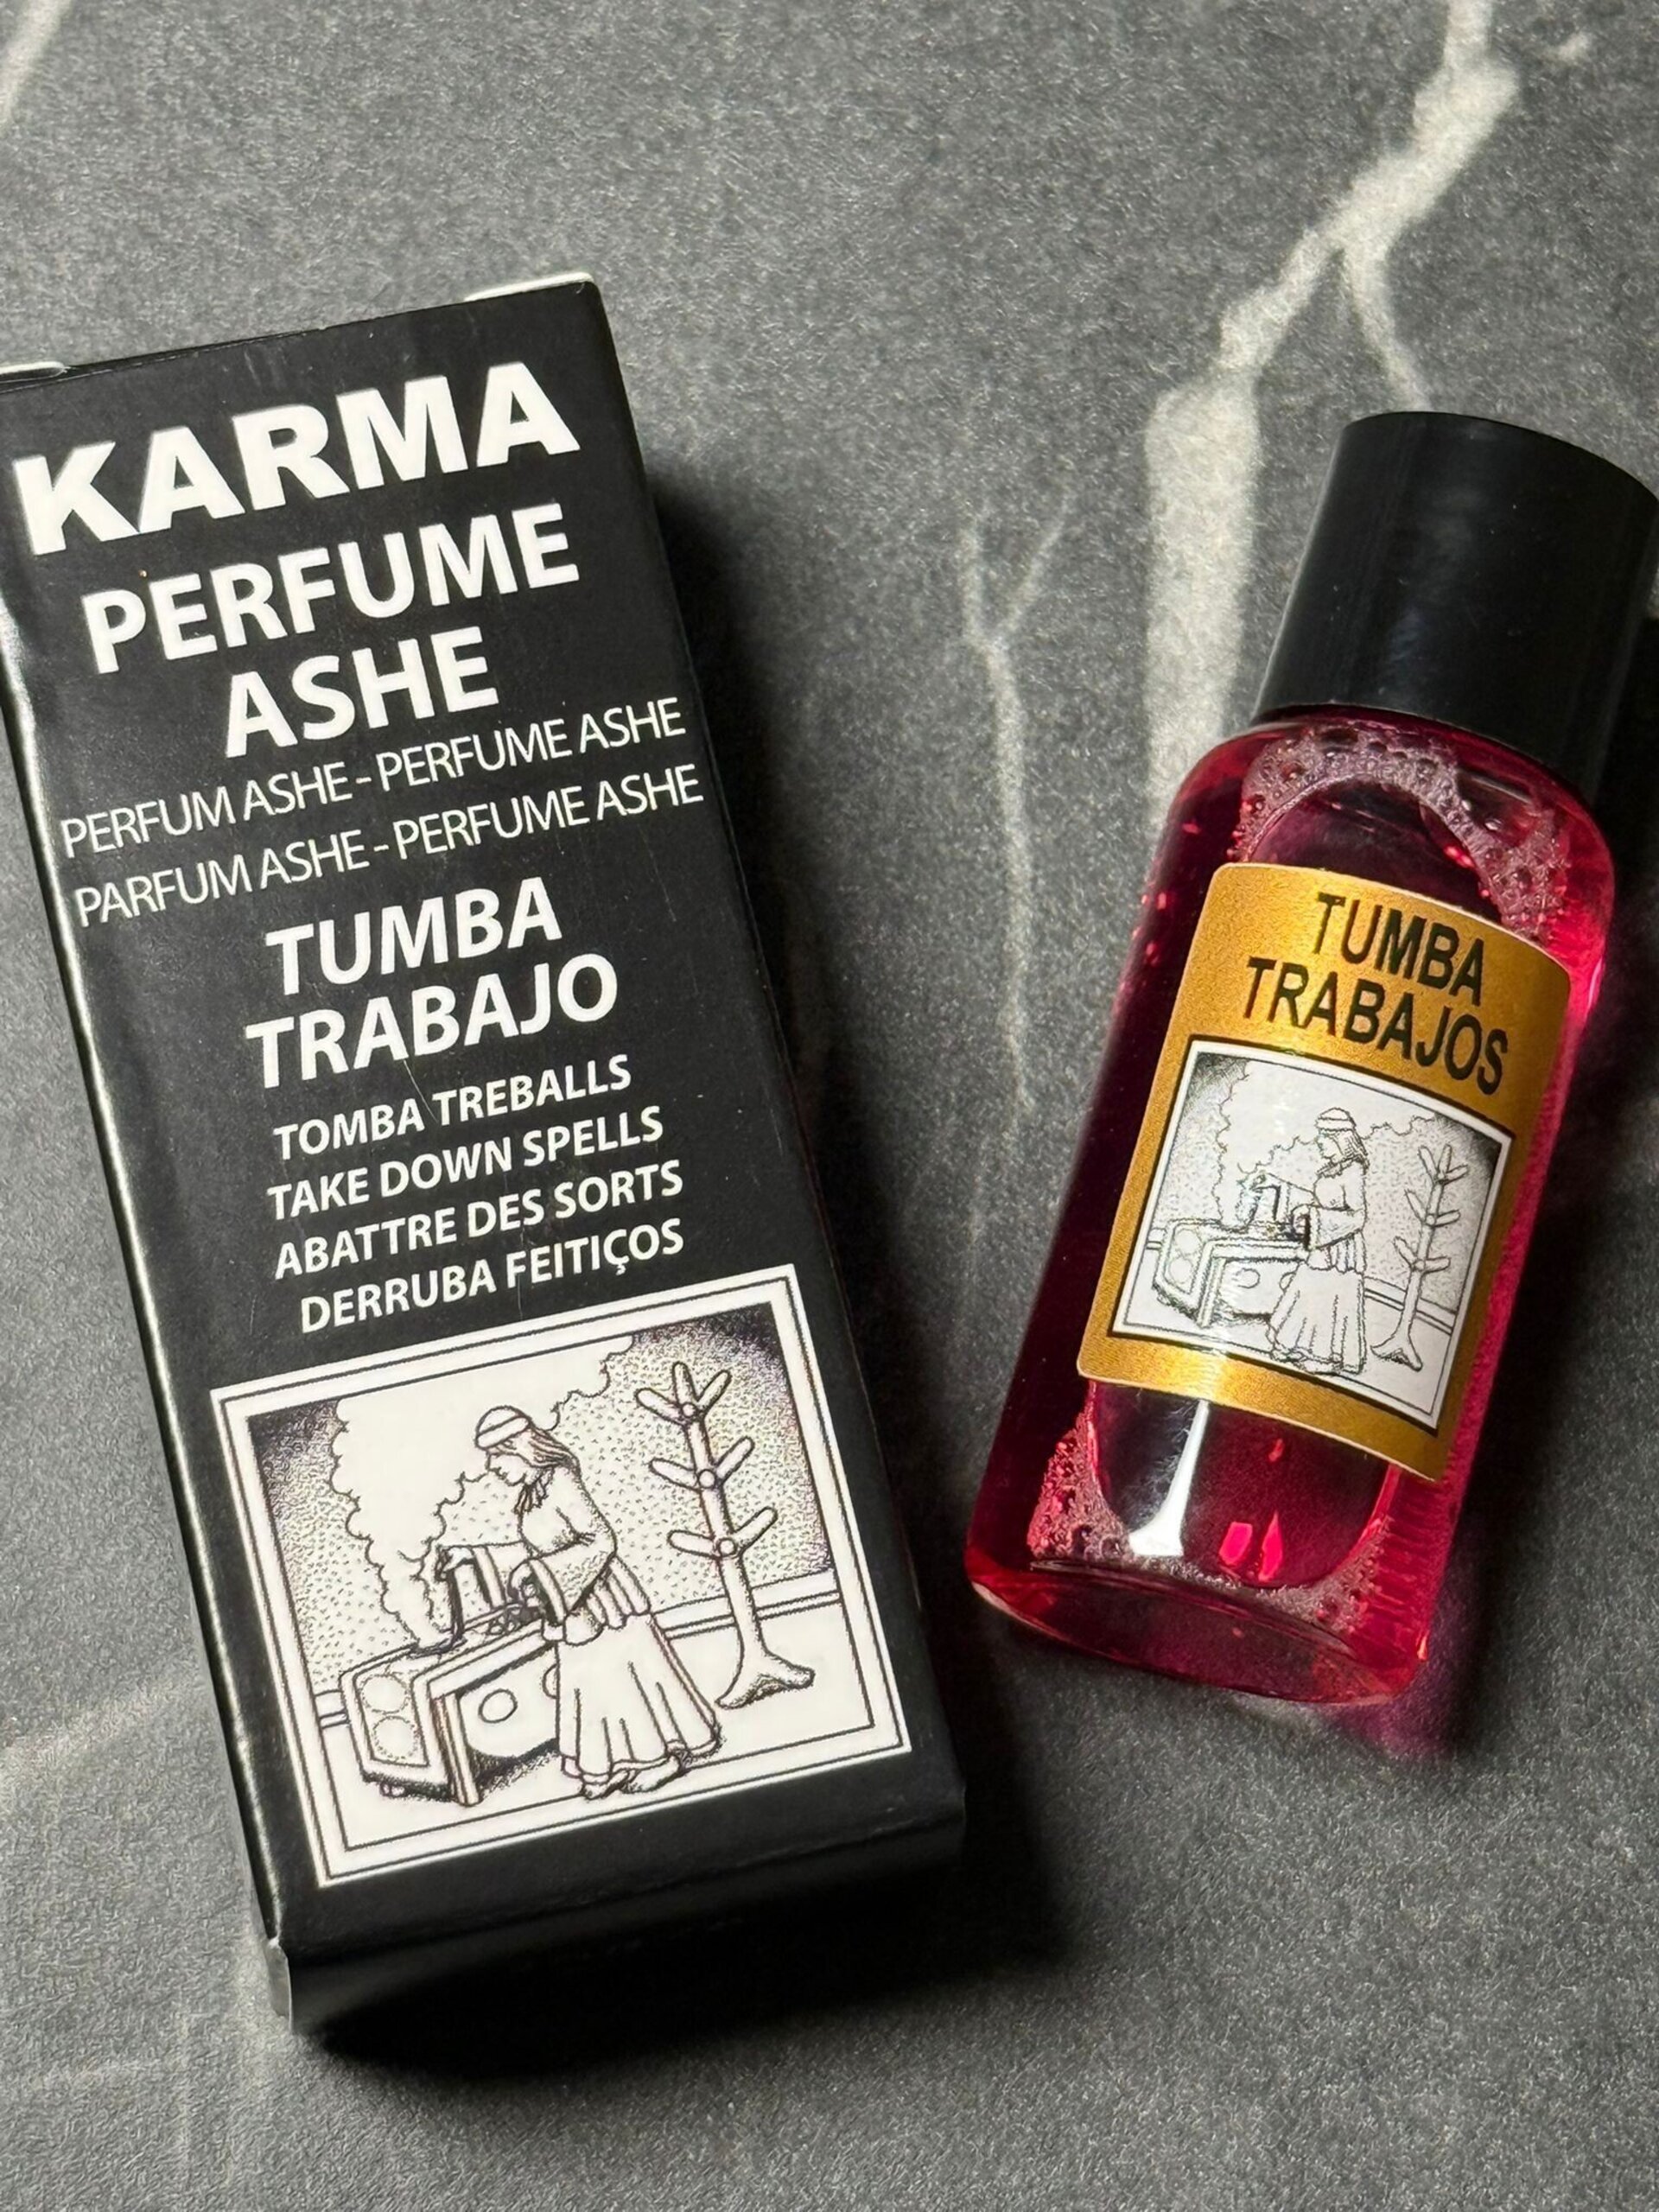 KARMA
PERFUME
ASHE
PERFUM ASHE - PERFUME ASHE
PARFUM ASHE - PERFUME ASHE
TUMBA
TRABAJO
TOMBA TREBALLS
TAKE DOWN SPELLS
ABATTRE DES SORTS
DERRUBA FEITIÇOS
TUMBA
TRABAJOS